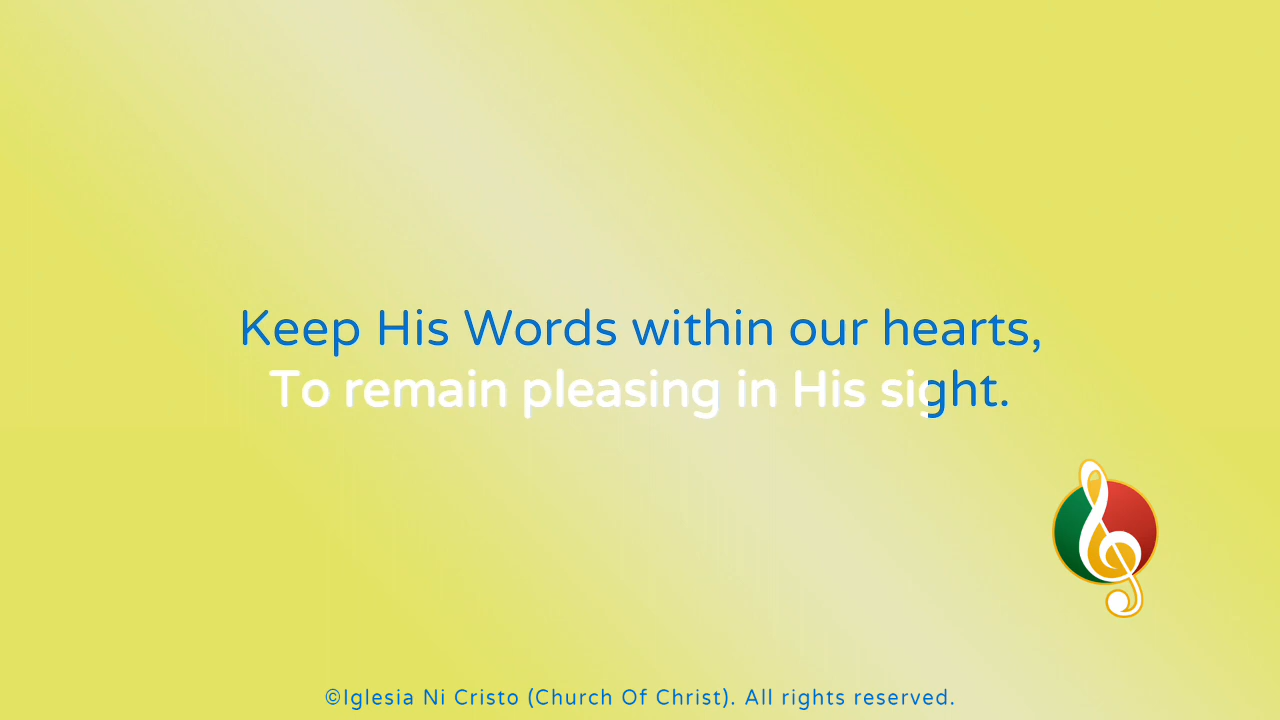 Keep His Words within our hearts,
To remain pleasing in His sight.
©Iglesia Ni Cristo (Church Of Christ). All rights reserved.